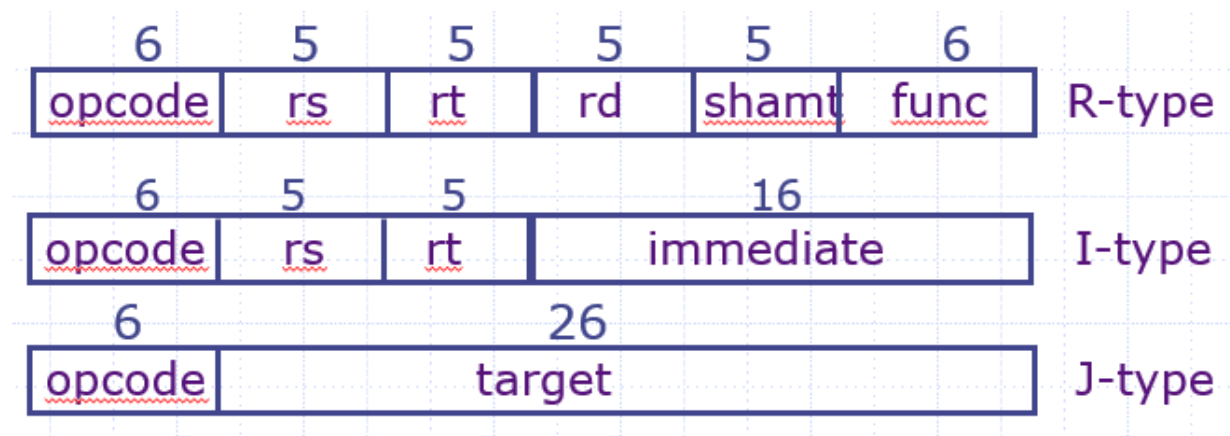 6 5 5 5 5 6
opcode rs rt rd shamt func R-type
6 5 5 16
opcode rs rt immediate I-type
6 26
opcode target J-type